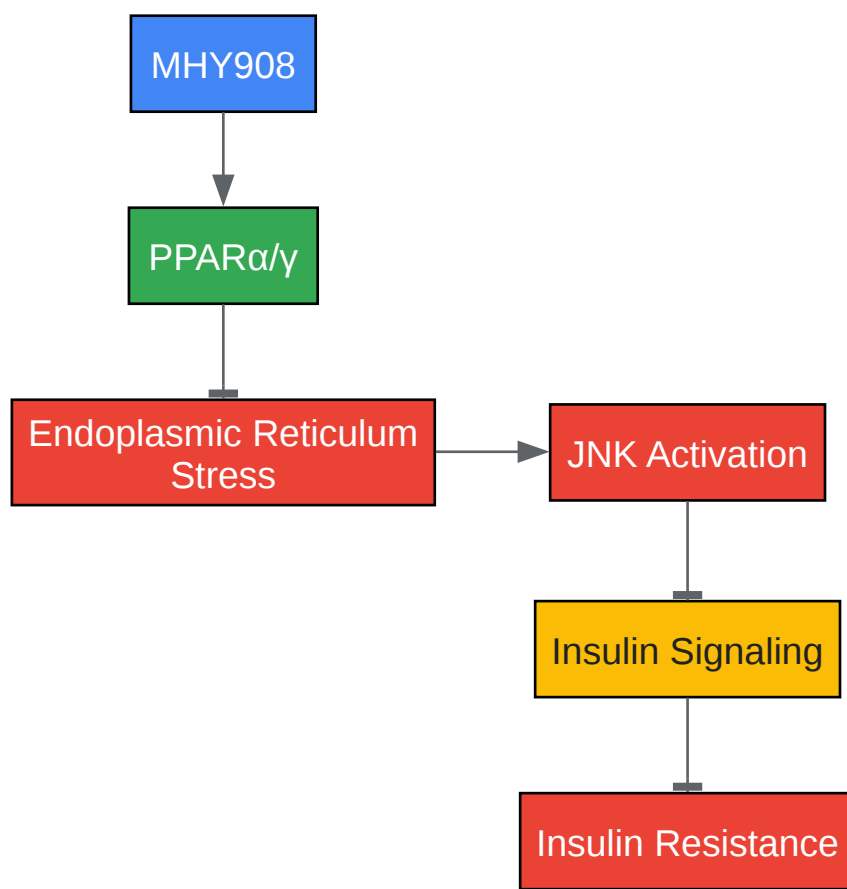 MHY908
PPARα/γ
Endoplasmic Reticulum
Stress
JNK Activation
Insulin Signaling
Insulin Resistance